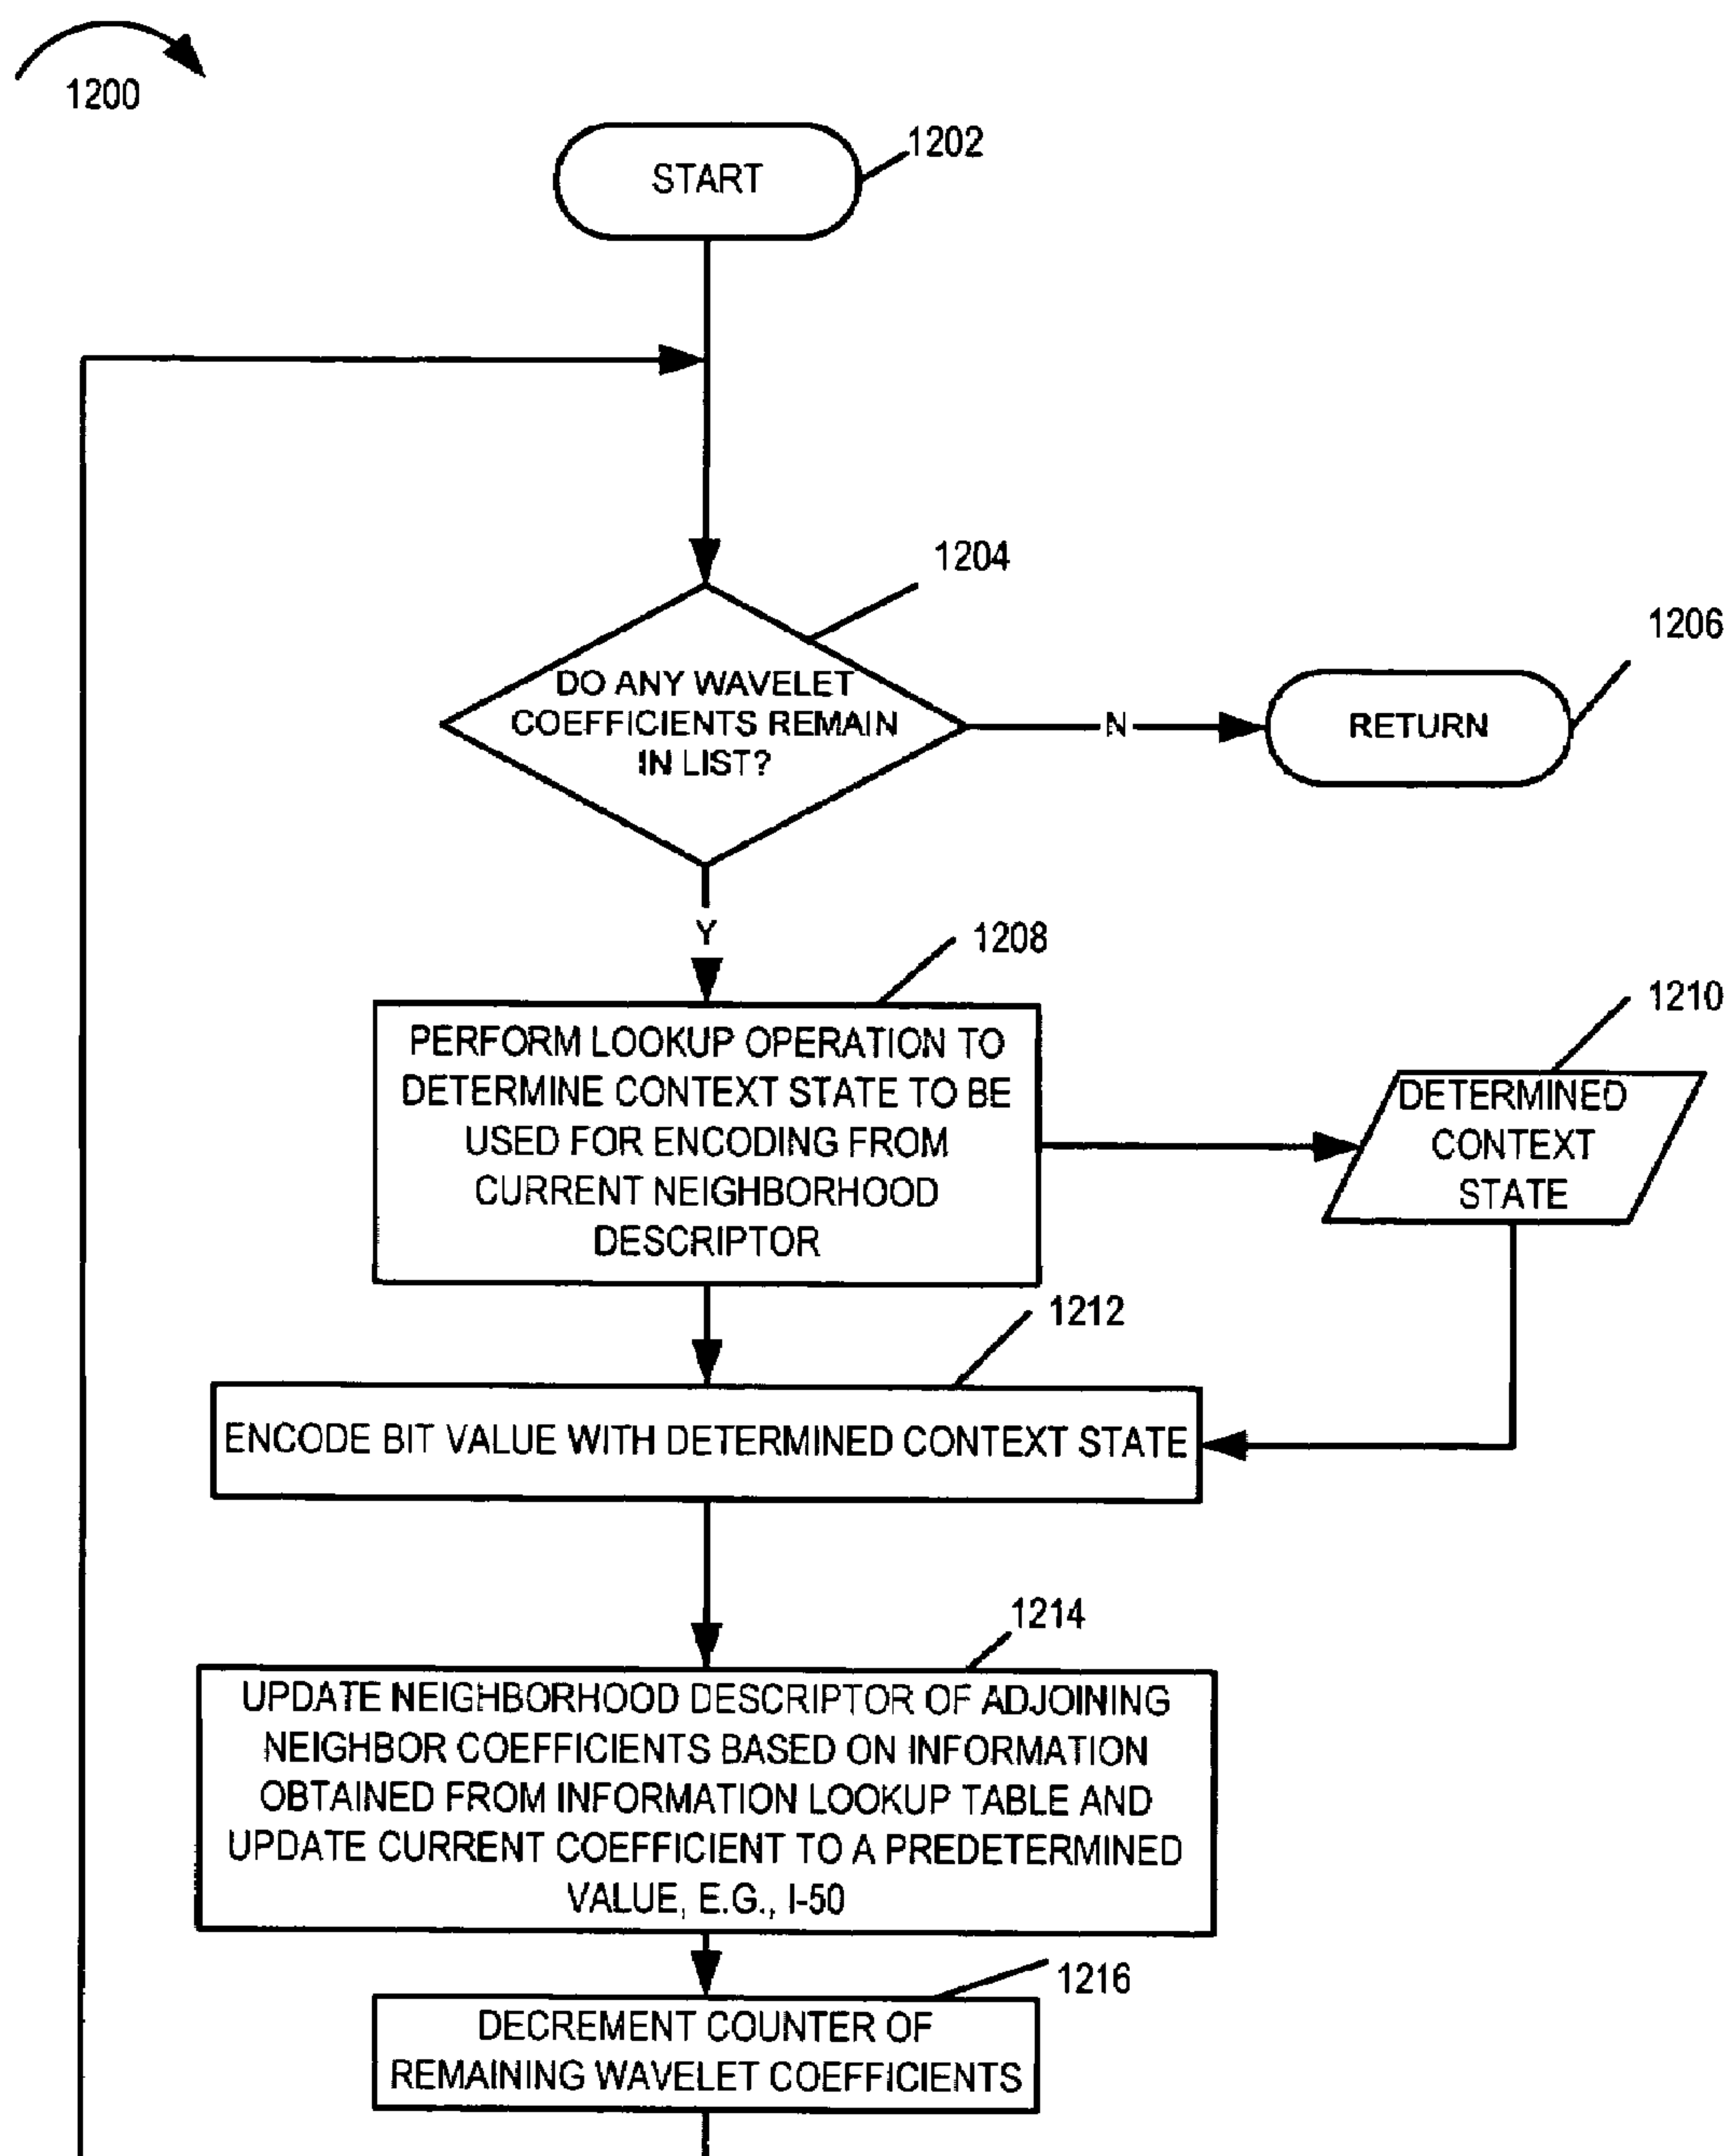 1200
START
1202
1204
DO ANY WAVELET
COEFFICIENTS REMAIN
IN LIST?
N
1206
RETURN
Y
1208
PERFORM LOOKUP OPERATION TO
DETERMINE CONTEXT STATE TO BE
USED FOR ENCODING FROM
CURRENT NEIGHBORHOOD
DESCRIPTOR
1210
DETERMINED
CONTEXT
STATE
1212
ENCODE BIT VALUE WITH DETERMINED CONTEXT STATE
1214
UPDATE NEIGHBORHOOD DESCRIPTOR OF ADJOINING
NEIGHBOR COEFFICIENTS BASED ON INFORMATION
OBTAINED FROM INFORMATION LOOKUP TABLE AND
UPDATE CURRENT COEFFICIENT TO A PREDETERMINED
VALUE, E.G., I-50
1216
DECREMENT COUNTER OF
REMAINING WAVELET COEFFICIENTS